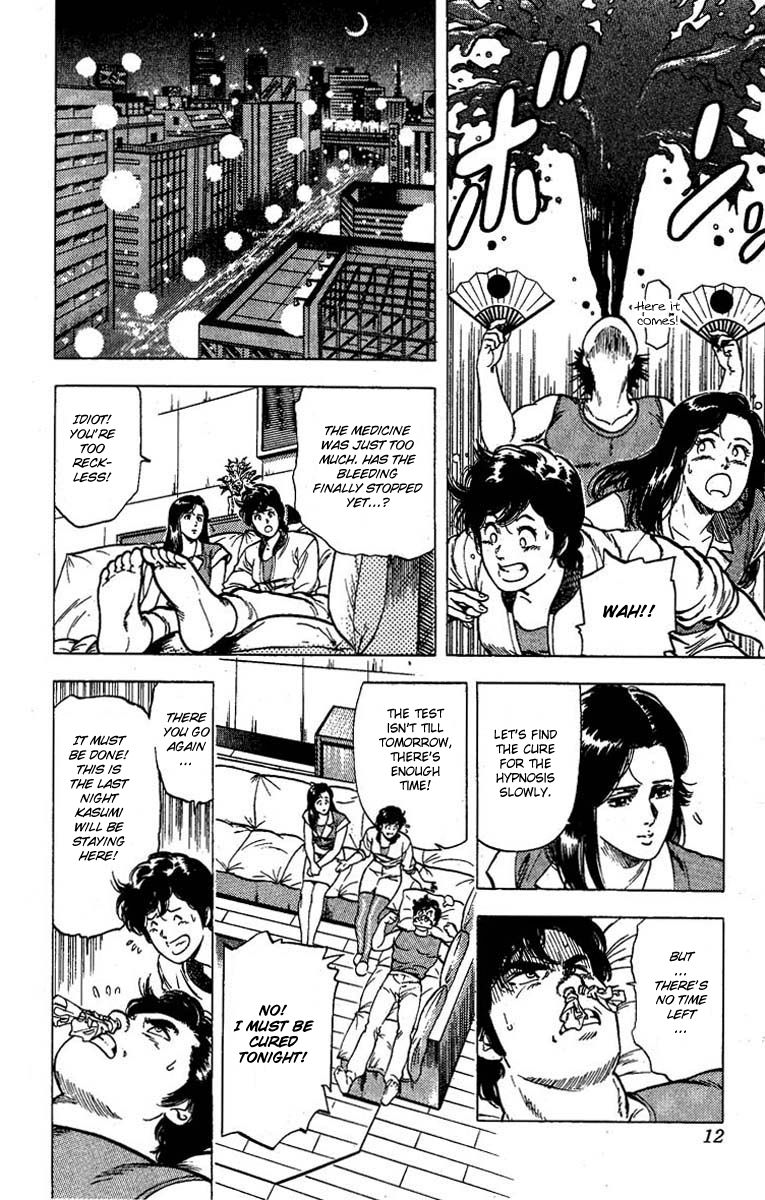 ボッ
Here it
comes!
WAH!!
THE MEDICINE
WAS JUST TOO
MUCH. HAS THE
BLEEDING
FINALLY STOPPED
YET...?
IDIOT!
YOU'RE
TOO
RECK-
LESS!
LET'S FIND
THE CURE
FOR THE
HYPNOSIS
SLOWLY.
BUT
...
THERE'S
NO TIME
LEFT
...
THE TEST
ISN'T TILL
TOMORROW,
THERE'S
ENOUGH
TIME!
NO!
I MUST BE
CURED
TONIGHT!
THERE
YOU GO
AGAIN
...
IT MUST
BE DONE!
THIS IS
THE LAST
NIGHT
KASUMI
WILL BE
STAYING
HERE!
12